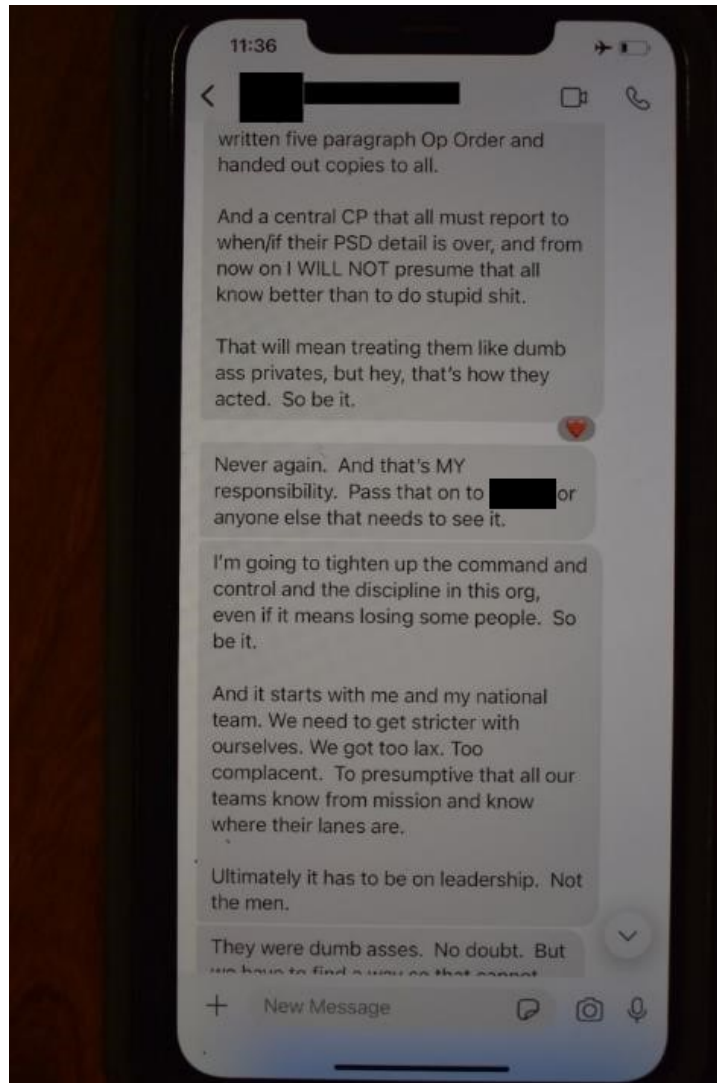 11:36
written five paragraph Op Order and
handed out copies to all.
And a central CP that all must report to
when/if their PSD detail is over, and from
now on I WILL NOT presume that all
know better than to do stupid shit.
That will mean treating them like dumb
ass privates, but hey, that's how they
acted.  So be it.
Never again.  And that's MY
responsibility.  Pass that on to or
anyone else that needs to see it.
I'm going to tighten up the command and
control and the discipline in this org,
even if it means losing some people.  So
be it.
And it starts with me and my national
team. We need to get stricter with
ourselves. We got too lax. Too
complacent.  To presumptive that all our
teams know from mission and know
where their lanes are.
Ultimately it has to be on leadership.  Not
the men.
They were dumb asses.  No doubt.  But
we have to find a way so that cannot
New Message